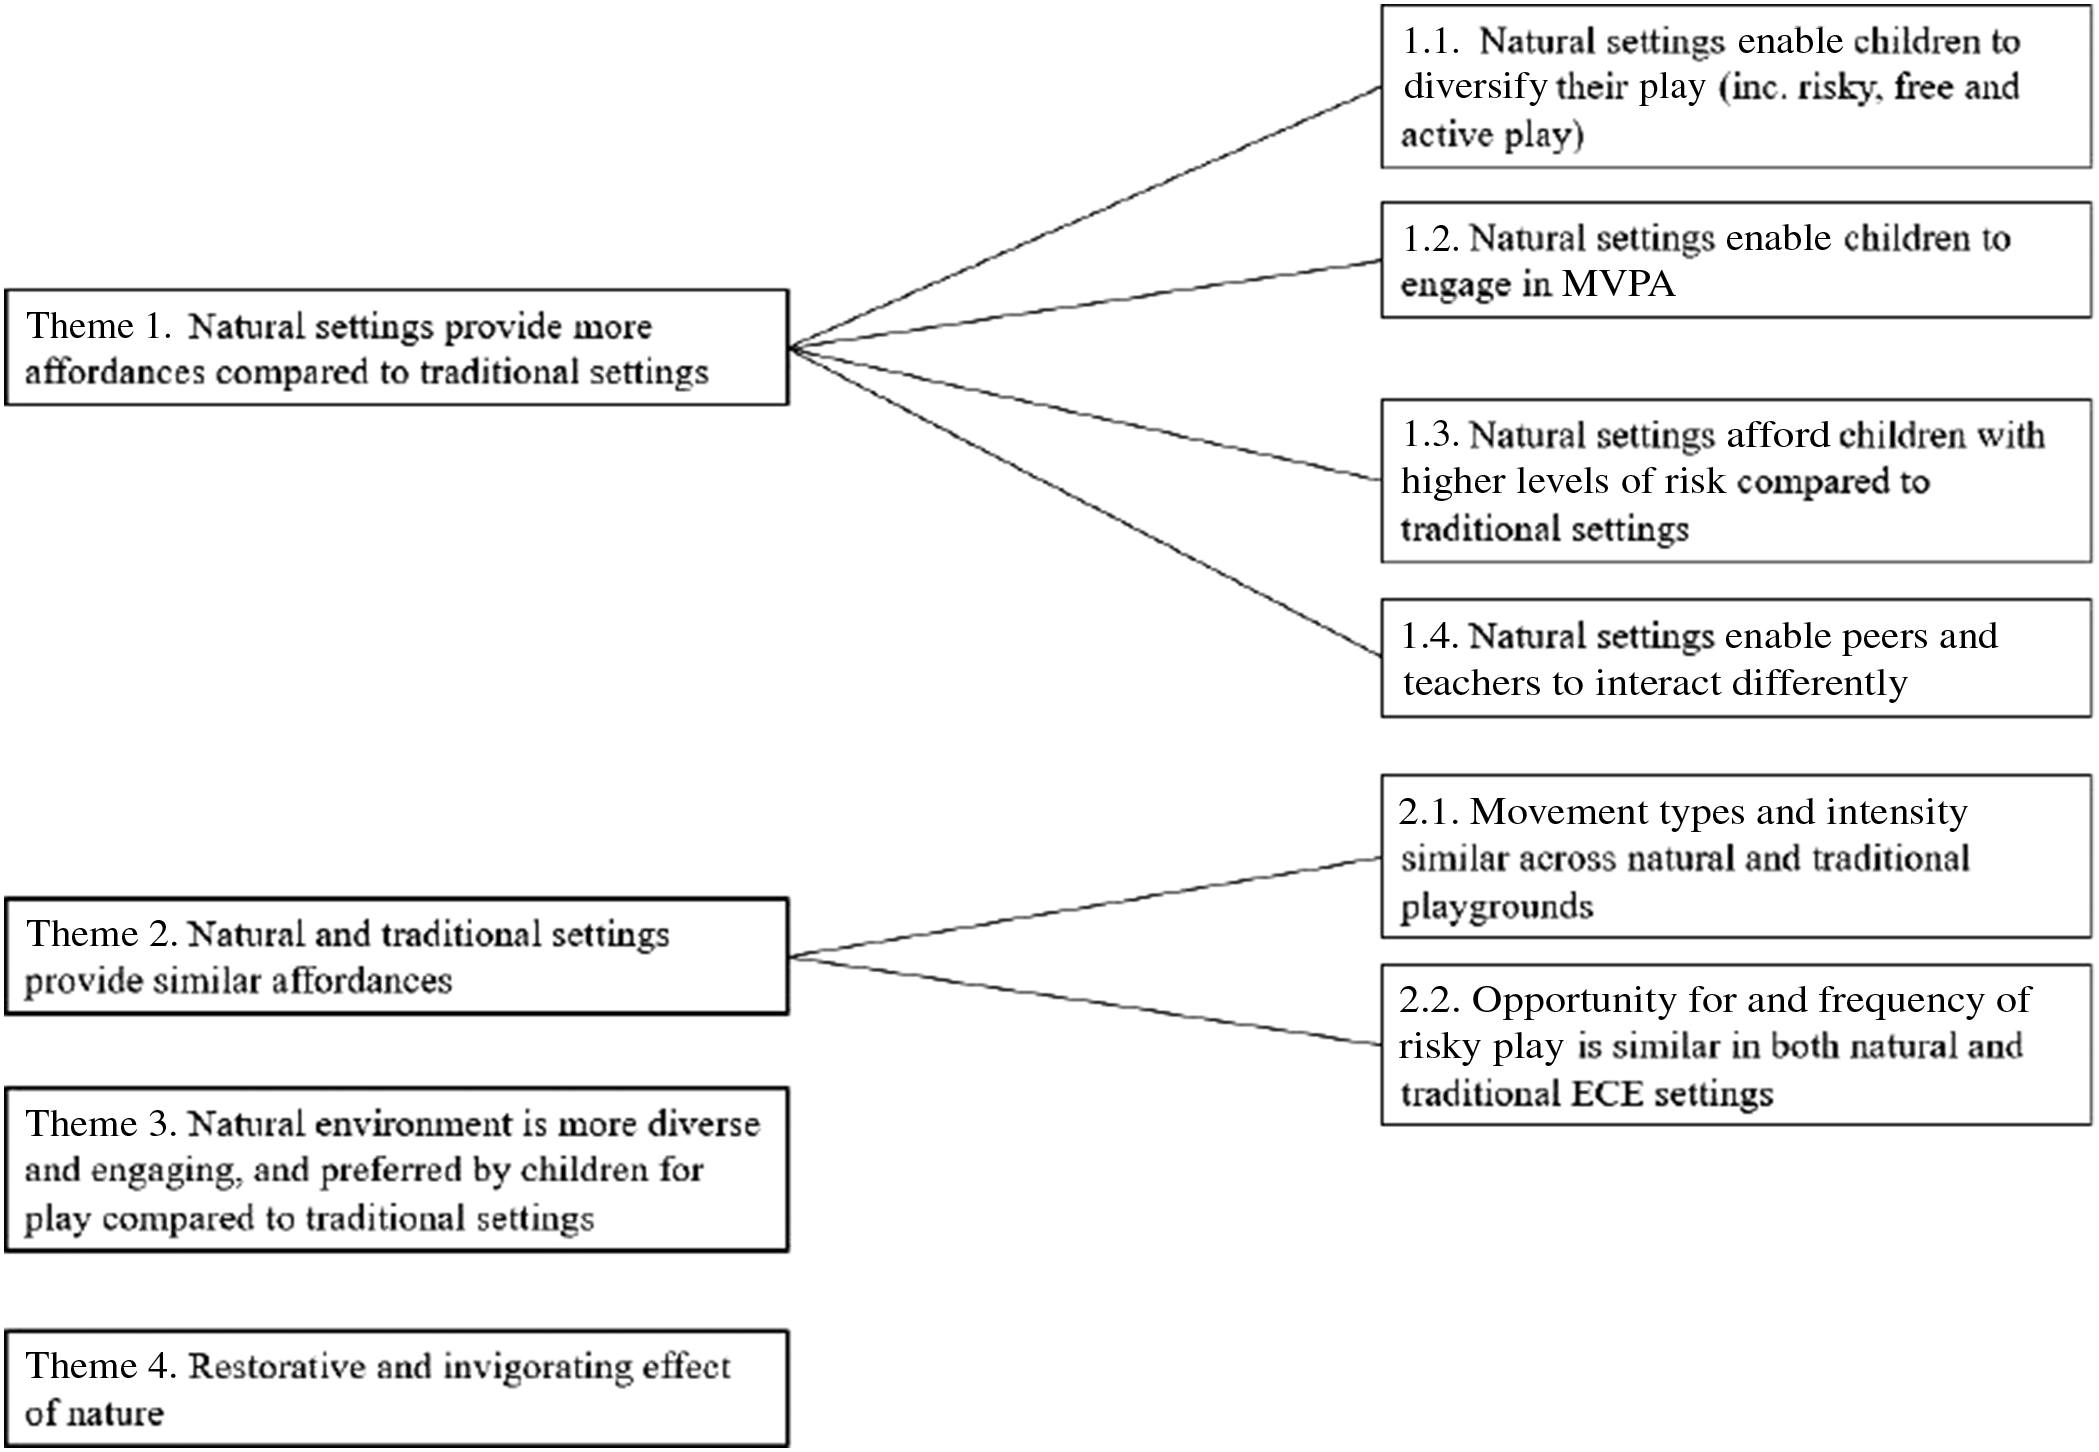 Theme 1. Natural settings provide more
affordances compared to traditional settings
1.1. Natural settings enable children to
diversify their play (inc. risky, free and
active play)
1.2. Natural settings enable children to
engage in MVPA
1.3. Natural settings afford children with
higher levels of risk compared to
traditional settings
1.4. Natural settings enable peers and
teachers to interact differently
Theme 2. Natural and traditional settings
provide similar affordances
2.1. Movement types and intensity
similar across natural and traditional
playgrounds
2.2. Opportunity for and frequency of
risky play is similar in both natural and
traditional ECE settings
Theme 3. Natural environment is more diverse
and engaging, and preferred by children for
play compared to traditional settings
Theme 4. Restorative and invigorating effect
of nature